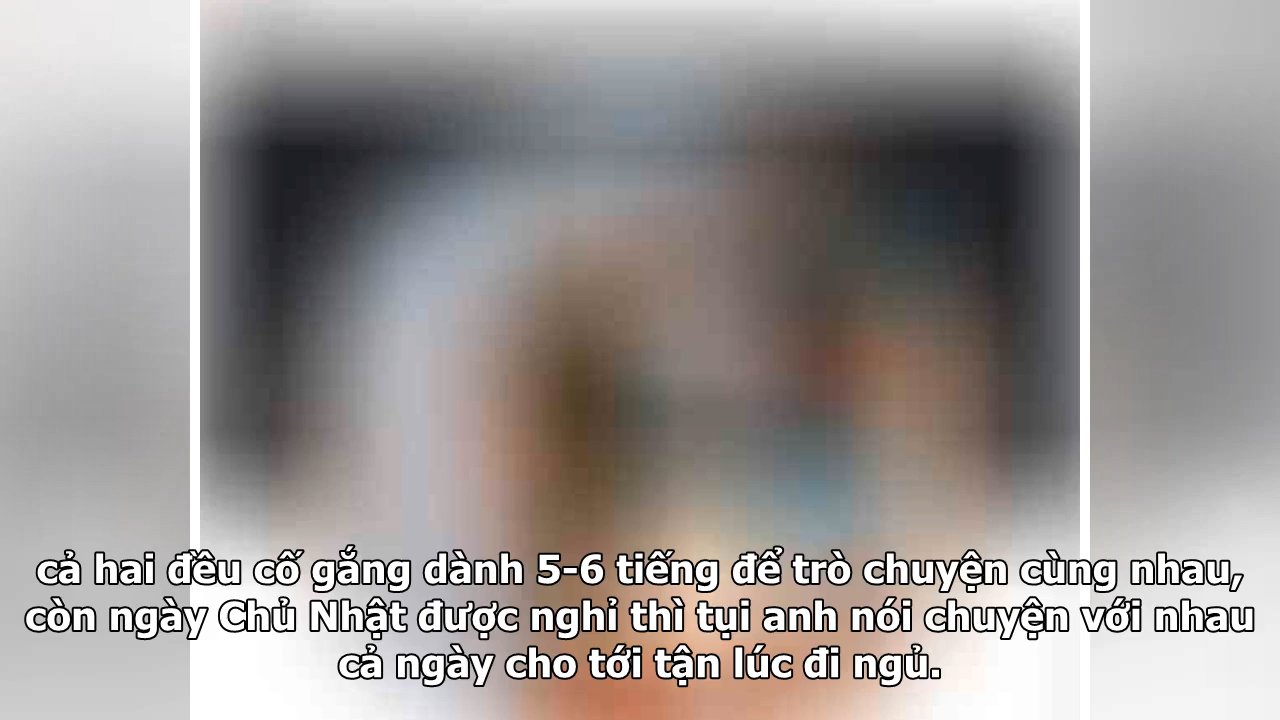 cả hai đều cố gắng dành 5-6 tiếng để trò chuyện cùng nhau,
còn ngày Chủ Nhật được nghỉ thì tụi anh nói chuyện với nhau
cả ngày cho tới tận lúc đi ngủ.